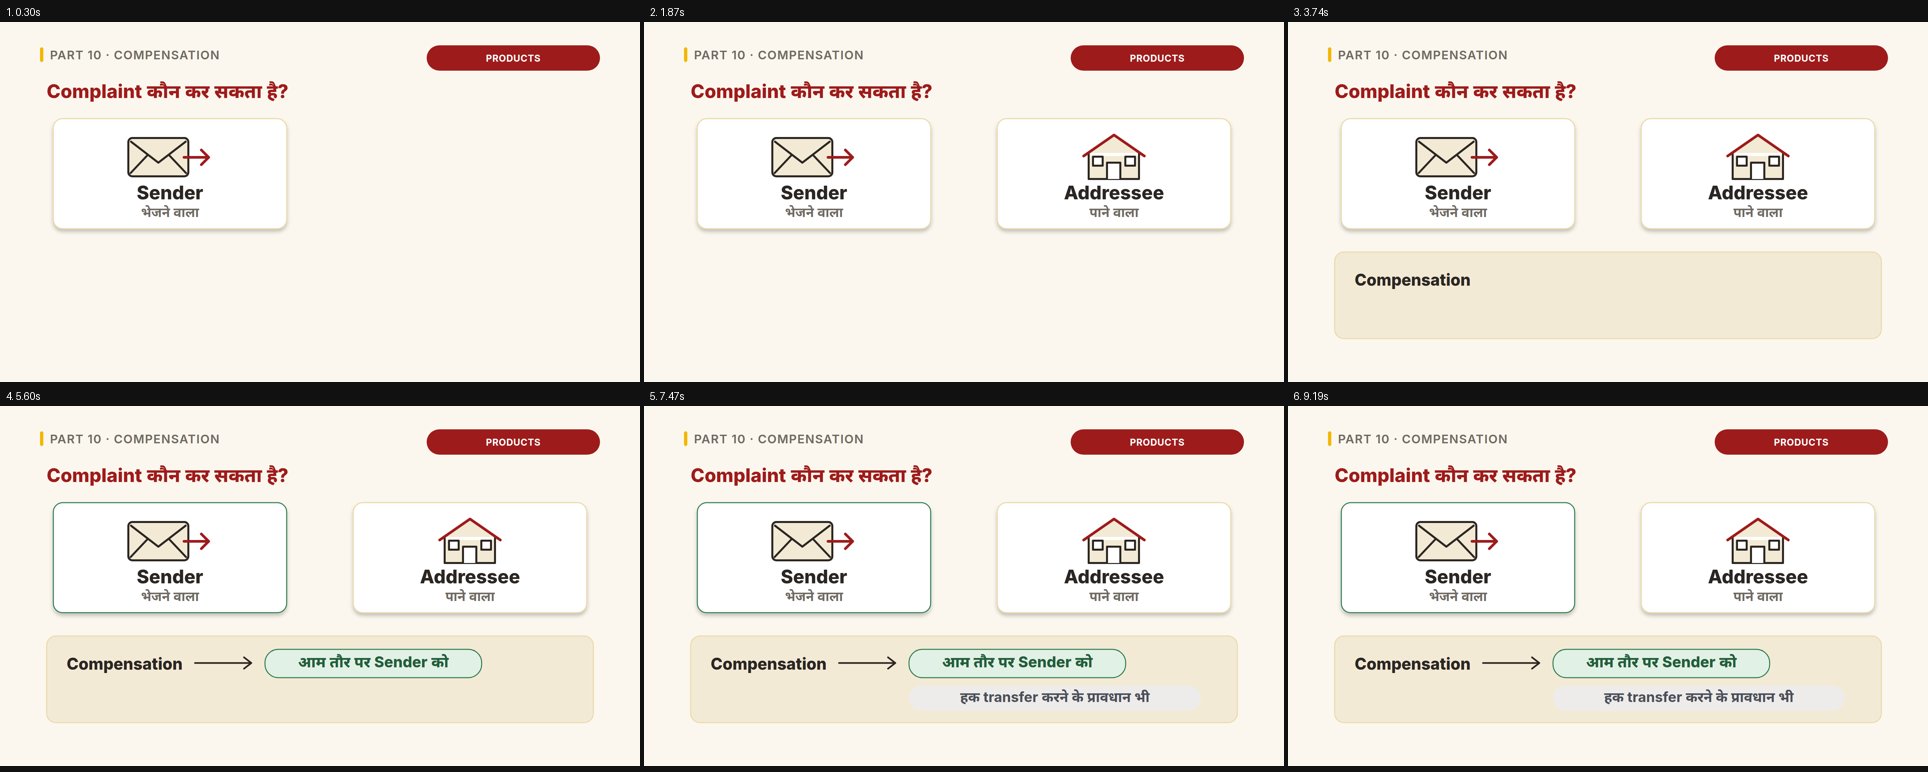 1. 0.30s
PART 10 · COMPENSATION
PRODUCTS
Complaint कौन कर सकता है?
Sender
भेजने वाला
2. 1.87s
PART 10 · COMPENSATION
PRODUCTS
Complaint कौन कर सकता है?
Sender
भेजने वाला
Addressee
पाने वाला
3. 3.74s
PART 10 · COMPENSATION
PRODUCTS
Complaint कौन कर सकता है?
Sender
भेजने वाला
Addressee
पाने वाला
Compensation
4. 5.60s
PART 10 · COMPENSATION
PRODUCTS
Complaint कौन कर सकता है?
Sender
भेजने वाला
Addressee
पाने वाला
Compensation
आम तौर पर Sender को
5. 7.47s
PART 10 · COMPENSATION
PRODUCTS
Complaint कौन कर सकता है?
Sender
भेजने वाला
Addressee
पाने वाला
Compensation
आम तौर पर Sender को
हक transfer करने के प्रावधान भी
6. 9.19s
PART 10 · COMPENSATION
PRODUCTS
Complaint कौन कर सकता है?
Sender
भेजने वाला
Addressee
पाने वाला
Compensation
आम तौर पर Sender को
हक transfer करने के प्रावधान भी